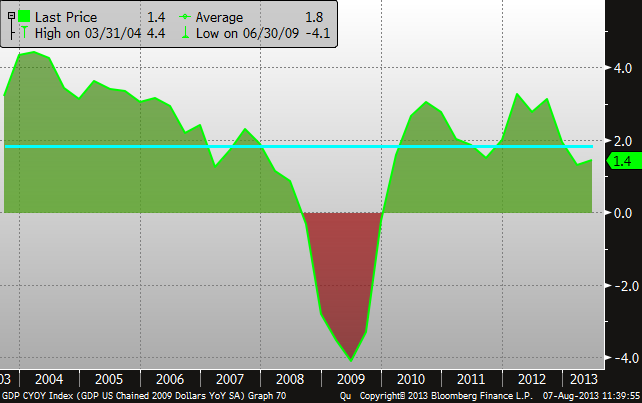 Last Price 1.4 Average 1.8
High on 03/31/04 4.4 Low on 06/30/09 -4.1
4.0
2.0
1.4
0.0
-2.0
-4.0
03 2004 2005 2006 2007 2008 2009 2010 2011 2012 2013
GDP CYOY Index (GDP US Chained 2009 Dollars YoY SA) Graph 70 Qu Copyright© 2013 Bloomberg Finance L.P. 07-Aug-2013 11:39:55